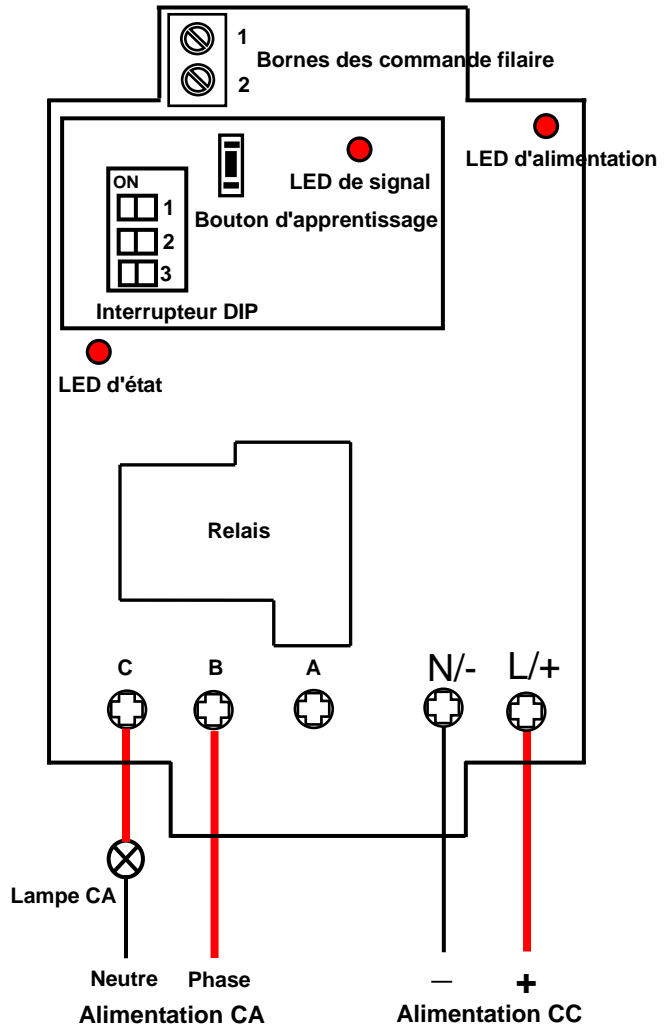 1
Bornes des commande filaire
2
LED d'alimentation
LED de signal
ON
1
Bouton d'apprentissage
2
3
Interrupteur DIP
LED d'état
Relais
C B A N/- L/+
Lampe CA
Neutre Phase – +
Alimentation CA Alimentation CC